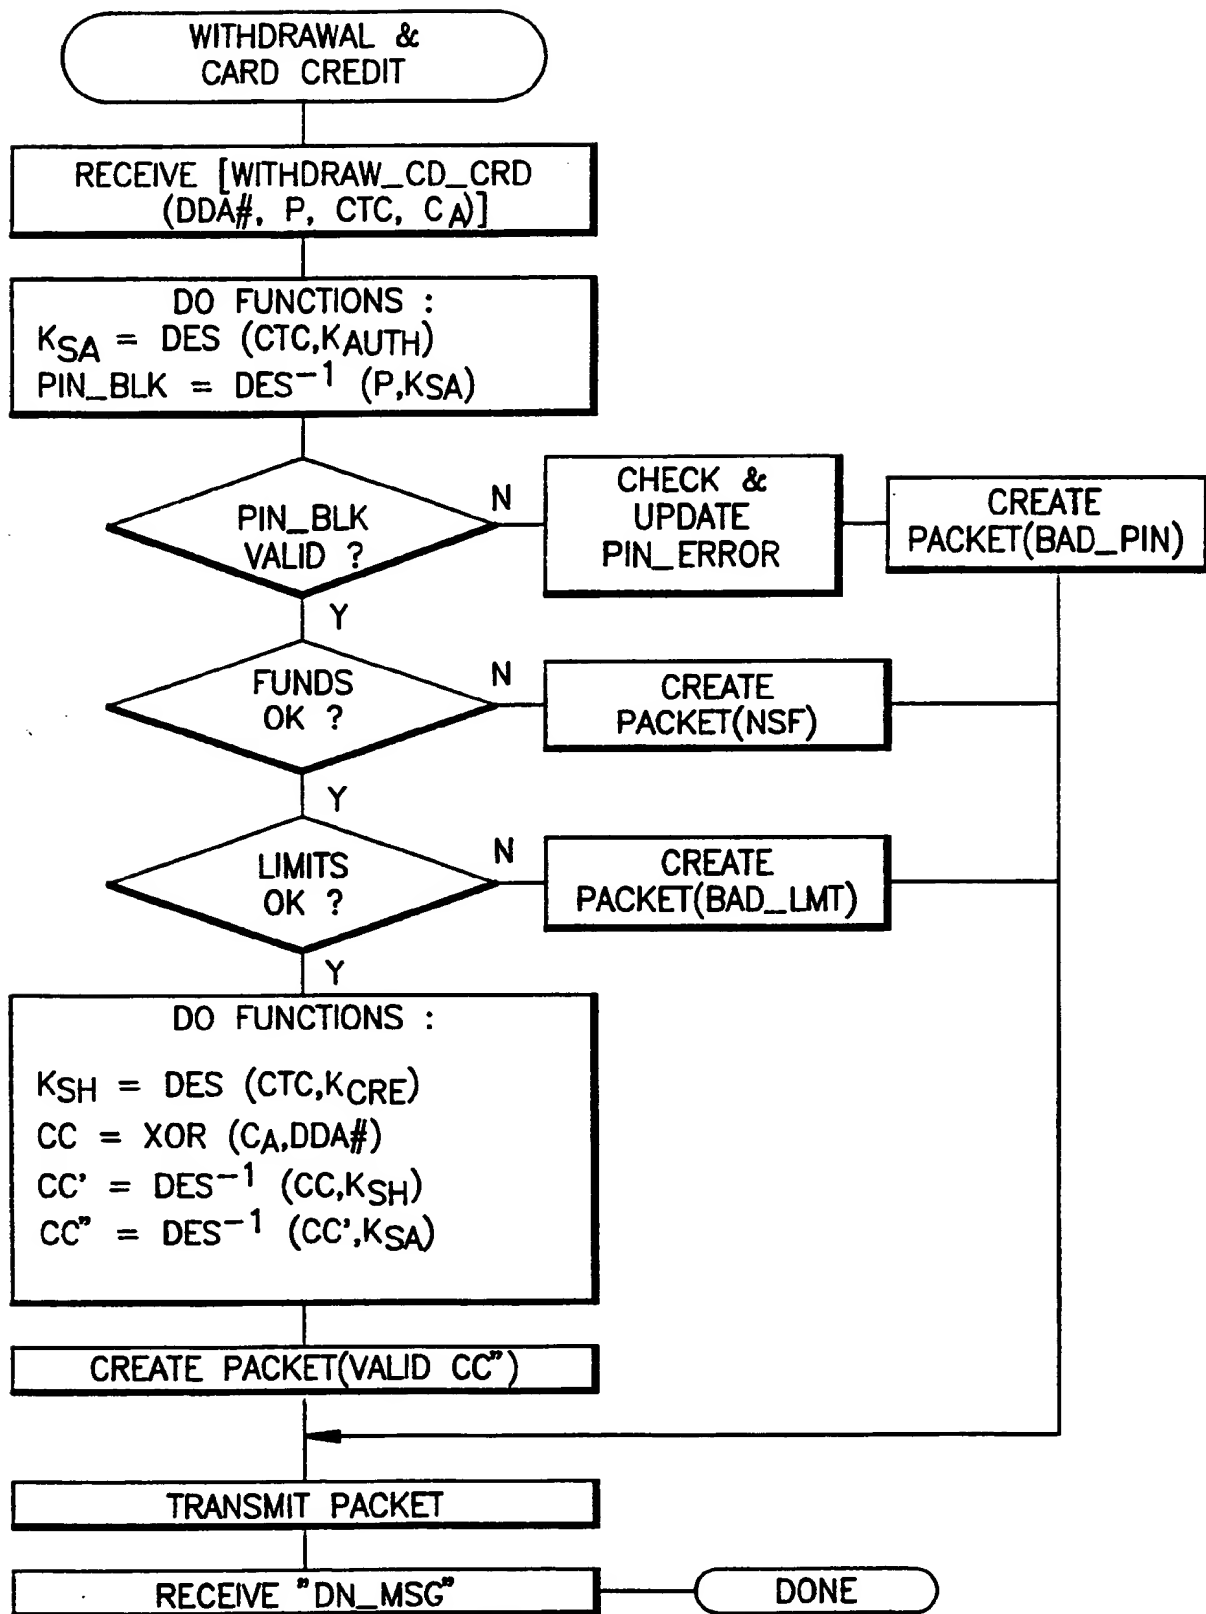 WITHDRAWAL &
CARD CREDIT
RECEIVE [WITHDRAW_CD_CRD
(DDA#, P, CTC, CA)]
DO FUNCTIONS :
KSA = DES (CTC,KAUTH)
PIN_BLK = DES⁻¹ (P,KSA)
PIN_BLK
VALID ?
N
CHECK &
UPDATE
PIN_ERROR
CREATE
PACKET(BAD_PIN)
Y
FUNDS
OK ?
N
CREATE
PACKET(NSF)
Y
LIMITS
OK ?
N
CREATE
PACKET(BAD_LMT)
Y
DO FUNCTIONS :
KSH = DES (CTC,KCRE)
CC = XOR (CA,DDA#)
CC' = DES⁻¹ (CC,KSH)
CC" = DES⁻¹ (CC',KSA)
CREATE PACKET(VALID CC")
TRANSMIT PACKET
RECEIVE "DN_MSG"
DONE